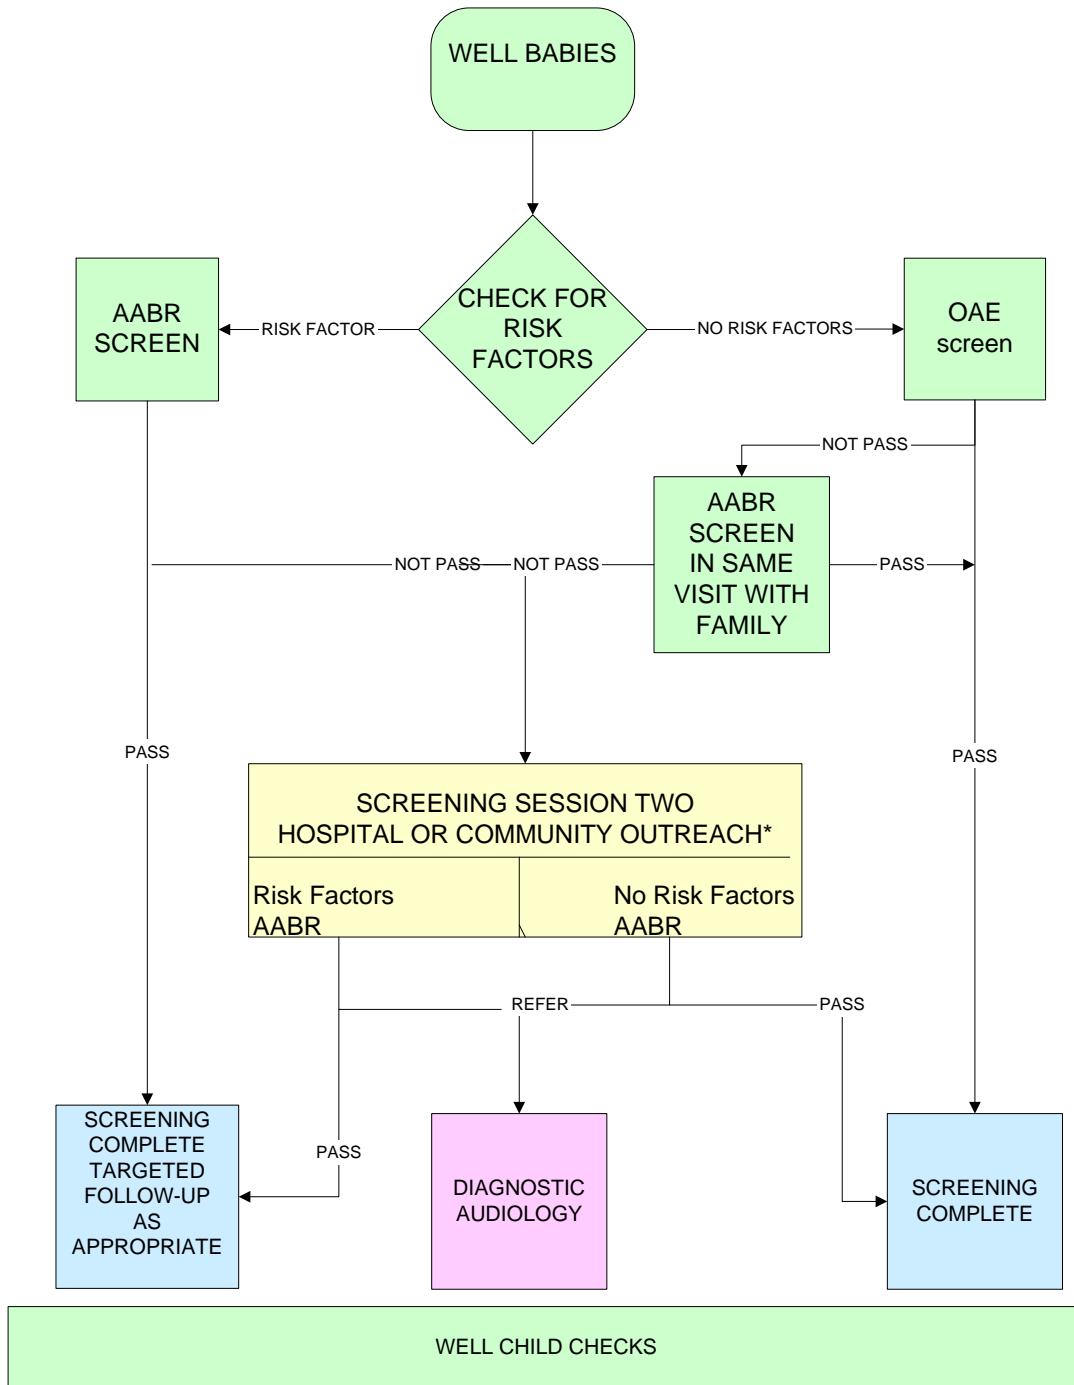 WELL BABIES
CHECK FOR
RISK
FACTORS
AABR
SCREEN
RISK FACTOR
NO RISK FACTORS
OAE
screen
NOT PASS
AABR
SCREEN
IN SAME
VISIT WITH
FAMILY
NOT PASS
NOT PASS
PASS
PASS
PASS
SCREENING SESSION TWO
HOSPITAL OR COMMUNITY OUTREACH*
Risk Factors
AABR
No Risk Factors
AABR
REFER
PASS
PASS
SCREENING
COMPLETE
TARGETED
FOLLOW-UP
AS
APPROPRIATE
DIAGNOSTIC
AUDIOLOGY
SCREENING
COMPLETE
WELL CHILD CHECKS